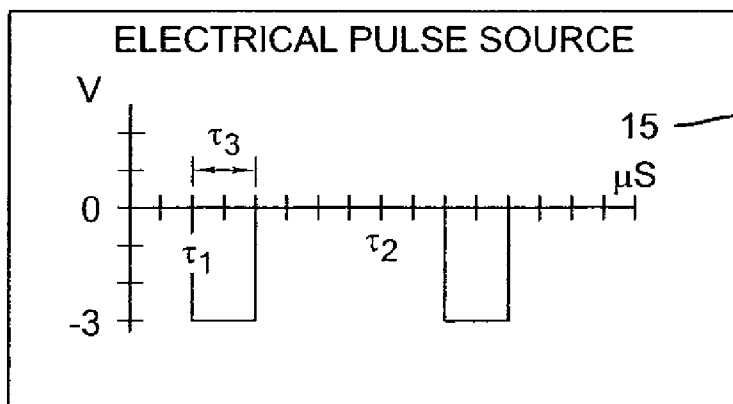 ELECTRICAL PULSE SOURCE
V
15
τ3
μS
0
τ1
τ2
-3